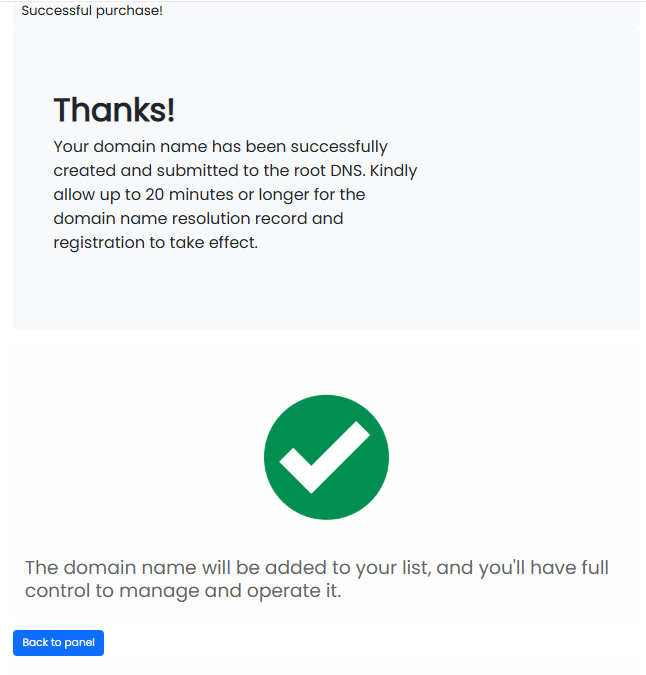 Successful purchase!
Thanks!
Your domain name has been successfully
created and submitted to the root DNS. Kindly
allow up to 20 minutes or longer for the
domain name resolution record and
registration to take effect.
The domain name will be added to your list, and you'll have full
control to manage and operate it.
Back to panel